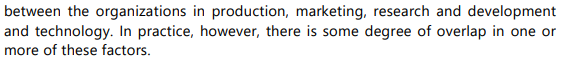 between the organizations in production, marketing, research and development
and technology. In practice, however, there is some degree of overlap in one or
more of these factors.